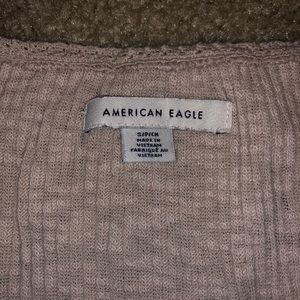 AMERICAN EAGLE
S/P/CH
MADE IN
VIETNAM
FABRIQUÉ AU
VIETNAM